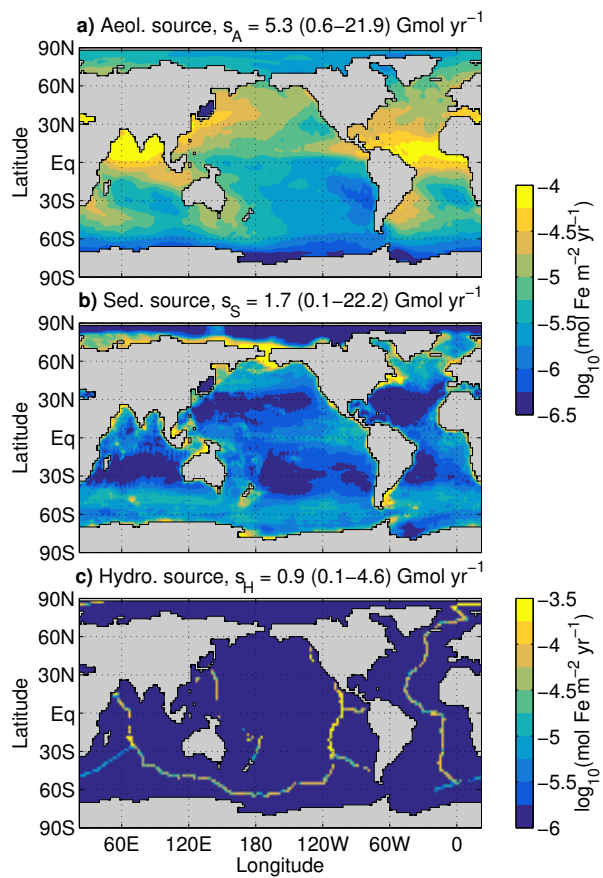 a) Aeol. source, s_A = 5.3 (0.6−21.9) Gmol yr⁻¹
90N
60N
30N
Eq
30S
60S
90S
Latitude
b) Sed. source, s_S = 1.7 (0.1−22.2) Gmol yr⁻¹
90N
60N
30N
Eq
30S
60S
90S
Latitude
−4
−4.5
−5
−5.5
−6
−6.5
log₁₀(mol Fe m⁻² yr⁻¹)
c) Hydro. source, s_H = 0.9 (0.1−4.6) Gmol yr⁻¹
90N
60N
30N
Eq
30S
60S
90S
Latitude
60E 120E 180 120W 60W 0
Longitude
−3.5
−4
−4.5
−5
−5.5
−6
log₁₀(mol Fe m⁻² yr⁻¹)